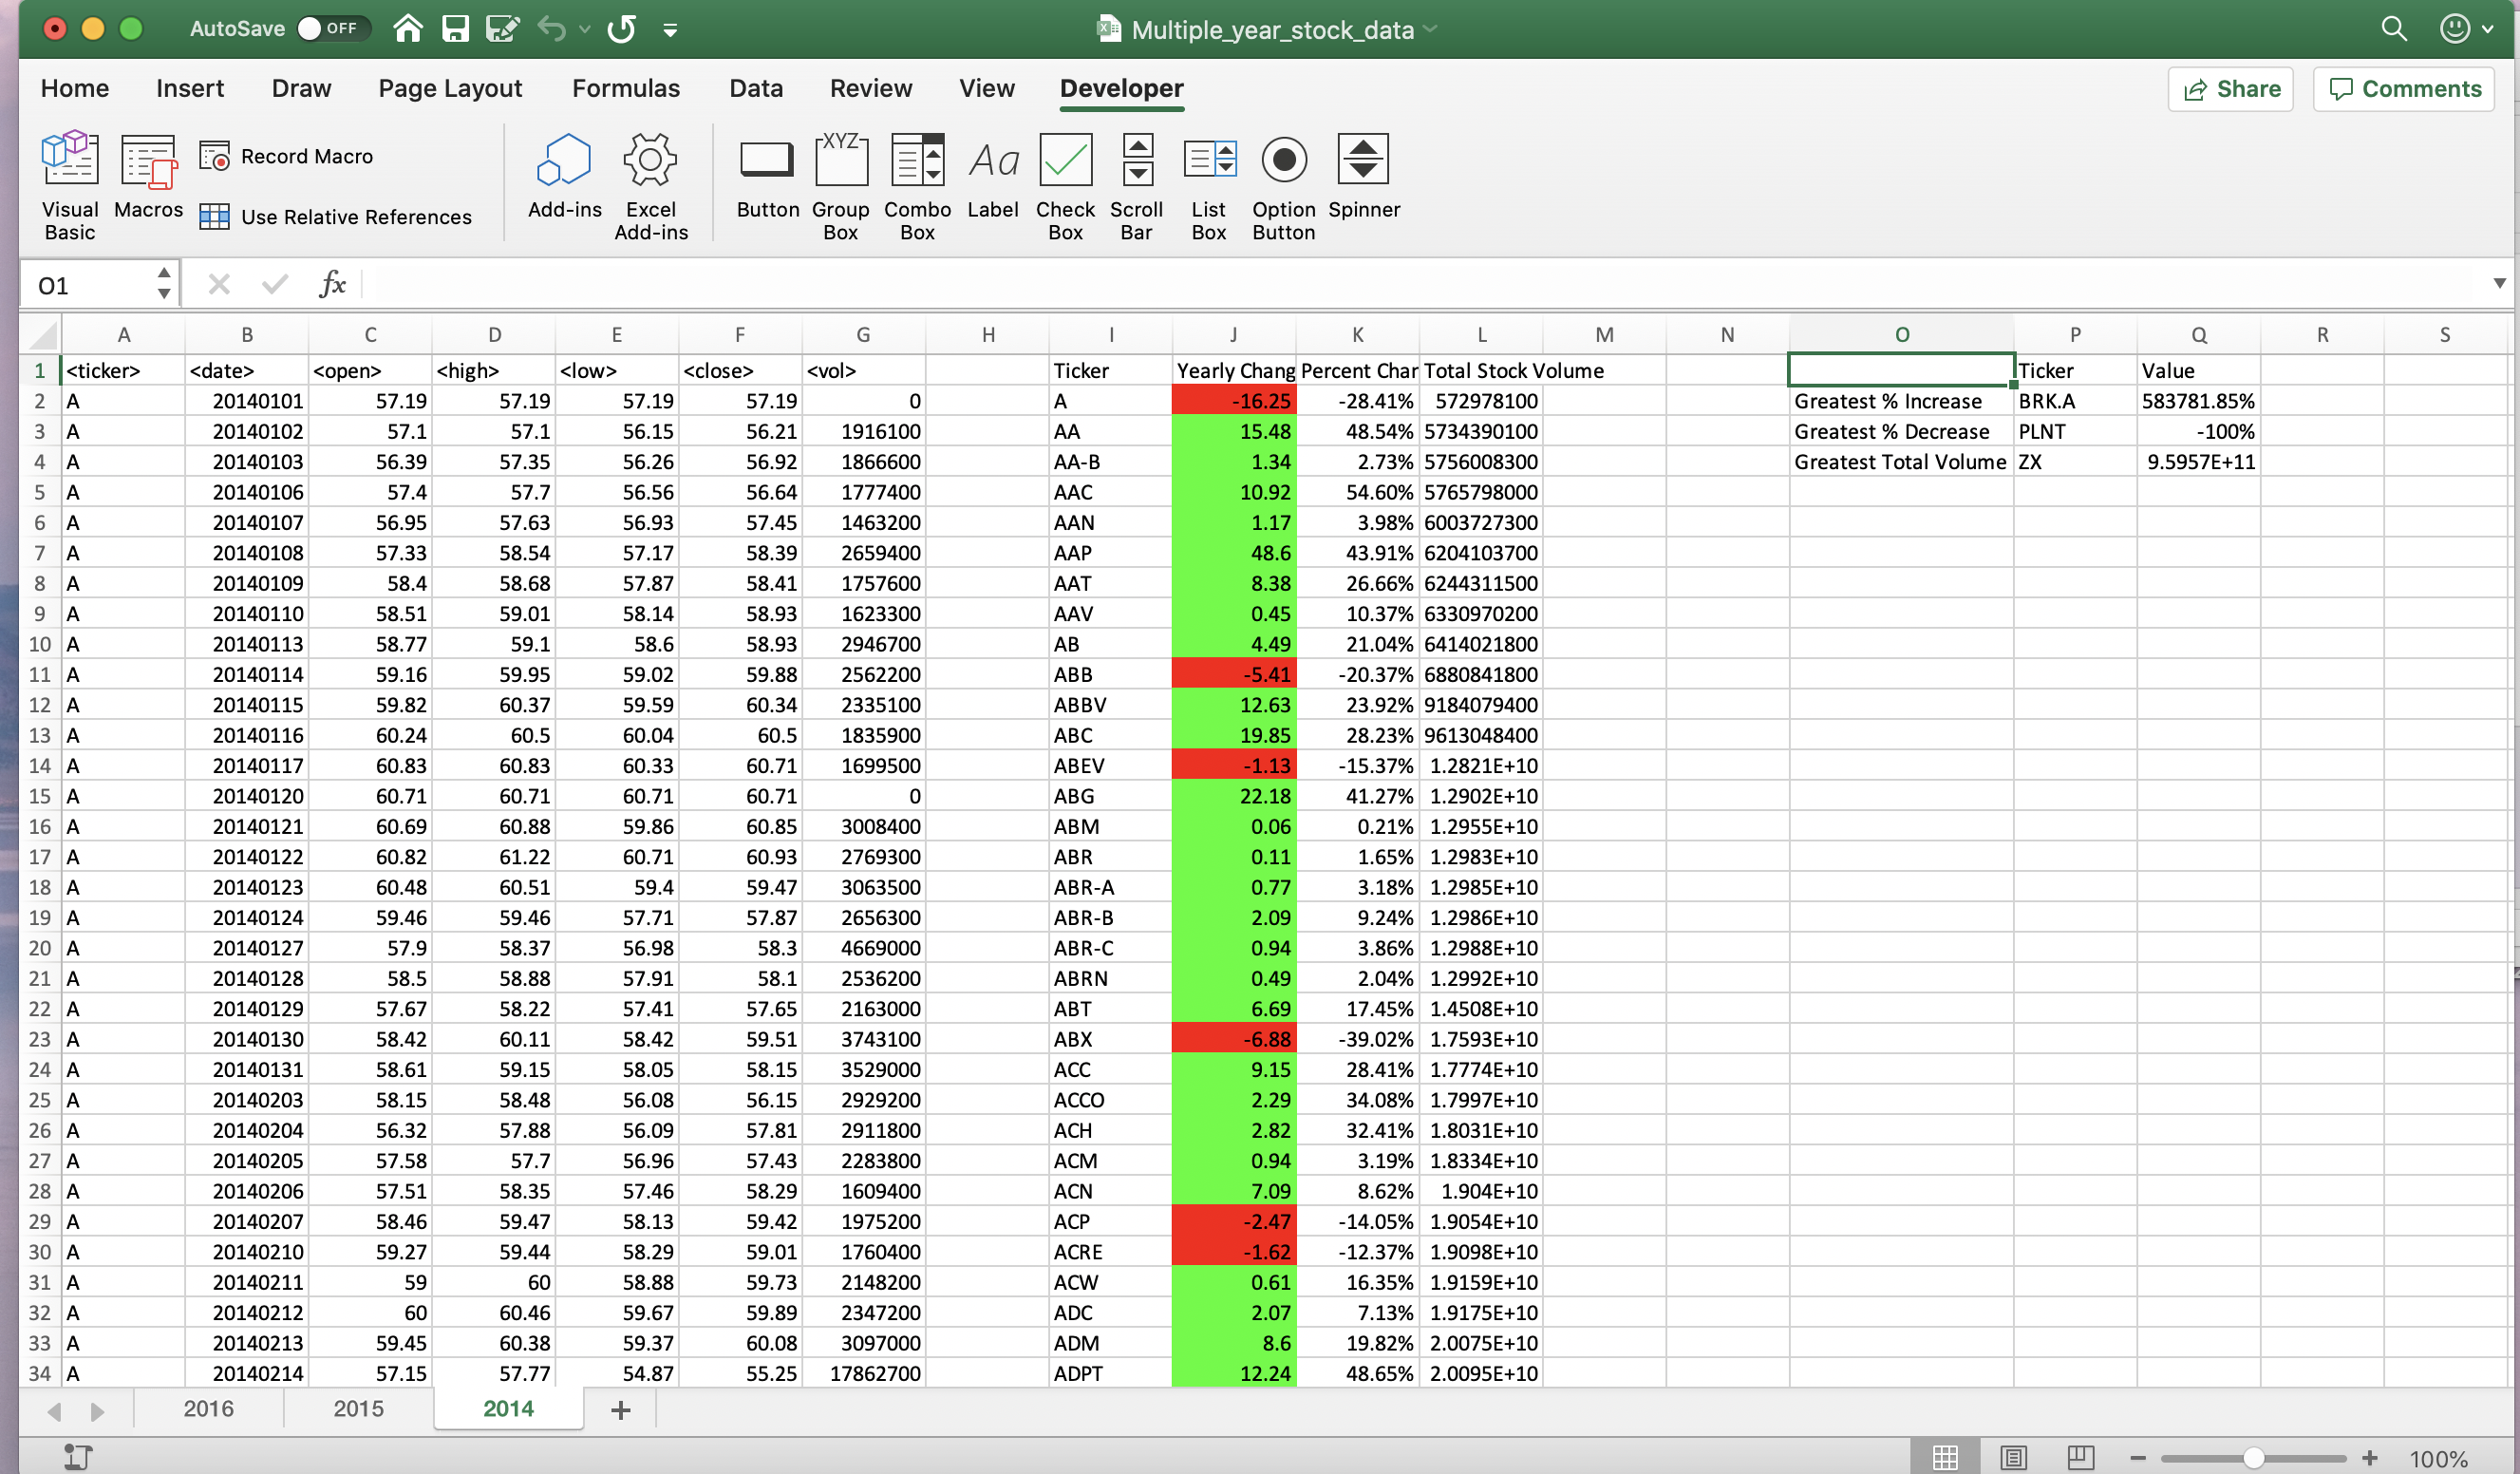 AutoSave OFF Multiple_year_stock_data
Home Insert Draw Page Layout Formulas Data Review View Developer Share Comments
Visual Basic Macros Record Macro Use Relative References Add-ins Excel Add-ins Button XYZ Group Box Combo Box Aa Label Check Box Scroll Bar List Box Option Button Spinner
O1 fx
A B C D E F G H I J K L M N O P Q R S
1 <ticker> <date> <open> <high> <low> <close> <vol> Ticker Yearly Chang Percent Char Total Stock Volume Ticker Value
2 A 20140101 57.19 57.19 57.19 57.19 0 A -16.25 -28.41% 572978100 Greatest % Increase BRK.A 583781.85%
3 A 20140102 57.1 57.1 56.15 56.21 1916100 AA 15.48 48.54% 5734390100 Greatest % Decrease PLNT -100%
4 A 20140103 56.39 57.35 56.26 56.92 1866600 AA-B 1.34 2.73% 5756008300 Greatest Total Volume ZX 9.5957E+11
5 A 20140106 57.4 57.7 56.56 56.64 1777400 AAC 10.92 54.60% 5765798000
6 A 20140107 56.95 57.63 56.93 57.45 1463200 AAN 1.17 3.98% 6003727300
7 A 20140108 57.33 58.54 57.17 58.39 2659400 AAP 48.6 43.91% 6204103700
8 A 20140109 58.4 58.68 57.87 58.41 1757600 AAT 8.38 26.66% 6244311500
9 A 20140110 58.51 59.01 58.14 58.93 1623300 AAV 0.45 10.37% 6330970200
10 A 20140113 58.77 59.1 58.6 58.93 2946700 AB 4.49 21.04% 6414021800
11 A 20140114 59.16 59.95 59.02 59.88 2562200 ABB -5.41 -20.37% 6880841800
12 A 20140115 59.82 60.37 59.59 60.34 2335100 ABBV 12.63 23.92% 9184079400
13 A 20140116 60.24 60.5 60.04 60.5 1835900 ABC 19.85 28.23% 9613048400
14 A 20140117 60.83 60.83 60.33 60.71 1699500 ABEV -1.13 -15.37% 1.2821E+10
15 A 20140120 60.71 60.71 60.71 60.71 0 ABG 22.18 41.27% 1.2902E+10
16 A 20140121 60.69 60.88 59.86 60.85 3008400 ABM 0.06 0.21% 1.2955E+10
17 A 20140122 60.82 61.22 60.71 60.93 2769300 ABR 0.11 1.65% 1.2983E+10
18 A 20140123 60.48 60.51 59.4 59.47 3063500 ABR-A 0.77 3.18% 1.2985E+10
19 A 20140124 59.46 59.46 57.71 57.87 2656300 ABR-B 2.09 9.24% 1.2986E+10
20 A 20140127 57.9 58.37 56.98 58.3 4669000 ABR-C 0.94 3.86% 1.2988E+10
21 A 20140128 58.5 58.88 57.91 58.1 2536200 ABRN 0.49 2.04% 1.2992E+10
22 A 20140129 57.67 58.22 57.41 57.65 2163000 ABT 6.69 17.45% 1.4508E+10
23 A 20140130 58.42 60.11 58.42 59.51 3743100 ABX -6.88 -39.02% 1.7593E+10
24 A 20140131 58.61 59.15 58.05 58.15 3529000 ACC 9.15 28.41% 1.7774E+10
25 A 20140203 58.15 58.48 56.08 56.15 2929200 ACCO 2.29 34.08% 1.7997E+10
26 A 20140204 56.32 57.88 56.09 57.81 2911800 ACH 2.82 32.41% 1.8031E+10
27 A 20140205 57.58 57.7 56.96 57.43 2283800 ACM 0.94 3.19% 1.8334E+10
28 A 20140206 57.51 58.35 57.46 58.29 1609400 ACN 7.09 8.62% 1.904E+10
29 A 20140207 58.46 59.47 58.13 59.42 1975200 ACP -2.47 -14.05% 1.9054E+10
30 A 20140210 59.27 59.44 58.29 59.01 1760400 ACRE -1.62 -12.37% 1.9098E+10
31 A 20140211 59 60 58.88 59.73 2148200 ACW 0.61 16.35% 1.9159E+10
32 A 20140212 60 60.46 59.67 59.89 2347200 ADC 2.07 7.13% 1.9175E+10
33 A 20140213 59.45 60.38 59.37 60.08 3097000 ADM 8.6 19.82% 2.0075E+10
34 A 20140214 57.15 57.77 54.87 55.25 17862700 ADPT 12.24 48.65% 2.0095E+10
2016 2015 2014 +
100%